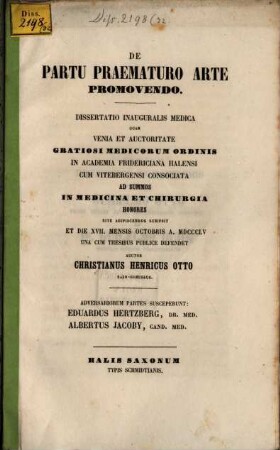 Diss.
2198/22
Diss. 2198 (22
DE
PARTU PRAEMATURO ARTE
PROMOVENDO.
DISSERTATIO INAUGURALIS MEDICA
QUAM
VENIA ET AUCTORITATE
GRATIOSI MEDICORUM ORDINIS
IN ACADEMIA FRIDERICIANA HALENSI
CUM VITEBERGENSI CONSOCIATA
AD SUMMOS
IN MEDICINA ET CHIRURGIA
HONORES
RITE ADIPISCENDOS SCRIPSIT
ET DIE XVII. MENSIS OCTOBRIS A. MDCCCLV
UNA CUM THESIBUS PUBLICE DEFENDET
AUCTOR
CHRISTIANUS HENRICUS OTTO
ADVERSARIORUM PARTES SUSCEPERUNT:
EDUARDUS HERTZBERG, DR. MED.
ALBERTUS JACOBY, CAND. MED.
HALIS SAXONUM
TYPIS SCHMIDTIANIS.